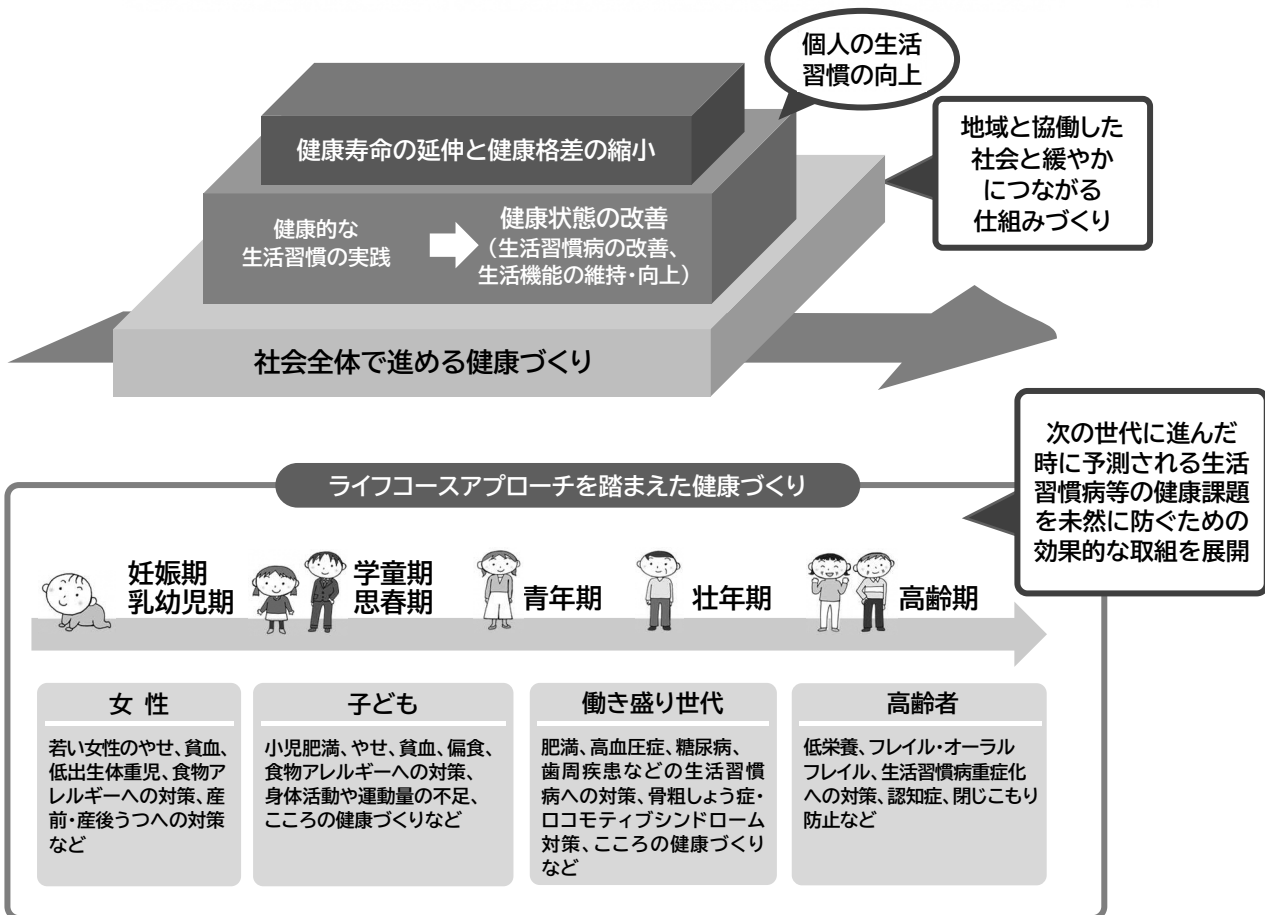 個人の生活
習慣の向上
地域と協働した
社会と緩やか
につながる
仕組みづくり
健康寿命の延伸と健康格差の縮小
健康的な
生活習慣の実践
健康状態の改善
(生活習慣病の改善、
生活機能の維持・向上)
社会全体で進める健康づくり
次の世代に進んだ
時に予測される生活
習慣病等の健康課題
を未然に防ぐための
効果的な取組を展開
ライフコースアプローチを踏まえた健康づくり
妊娠期
乳幼児期
学童期
思春期
青年期
壮年期
高齢期
女 性
若い女性のやせ、貧血、
低出生体重児、食物ア
レルギーへの対策、産
前・産後うつへの対策
など
子ども
小児肥満、やせ、貧血、偏食、
食物アレルギーへの対策、
身体活動や運動量の不足、
こころの健康づくりなど
働き盛り世代
肥満、高血圧症、糖尿病、
歯周疾患などの生活習慣
病への対策、骨粗しょう症・
ロコモティブシンドローム
対策、こころの健康づくり
など
高齢者
低栄養、フレイル・オーラル
フレイル、生活習慣病重症化
への対策、認知症、閉じこもり
防止など